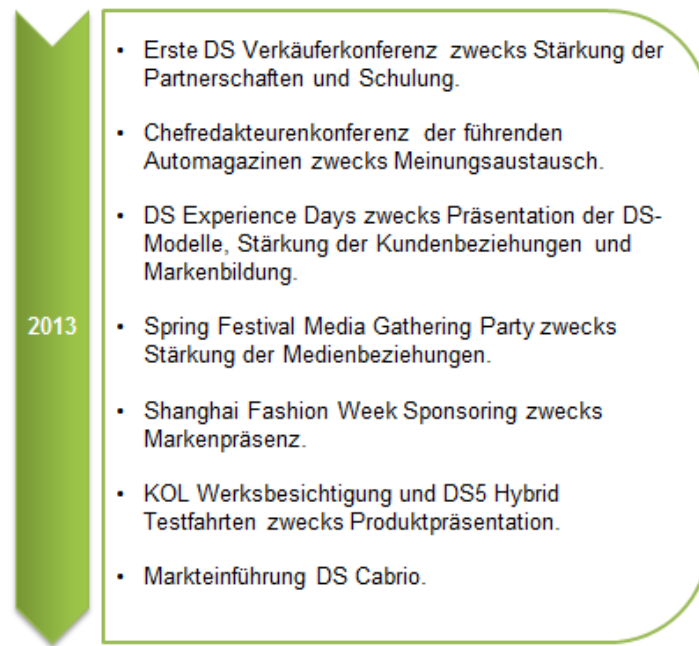 2013
• Erste DS Verkäuferkonferenz zwecks Stärkung der
Partnerschaften und Schulung.
• Chefredakteurenkonferenz der führenden
Automagazinen zwecks Meinungsaustausch.
• DS Experience Days zwecks Präsentation der DS-
Modelle, Stärkung der Kundenbeziehungen und
Markenbildung.
• Spring Festival Media Gathering Party zwecks
Stärkung der Medienbeziehungen.
• Shanghai Fashion Week Sponsoring zwecks
Markenpräsenz.
• KOL Werksbesichtigung und DS5 Hybrid
Testfahrten zwecks Produktpräsentation.
• Markteinführung DS Cabrio.